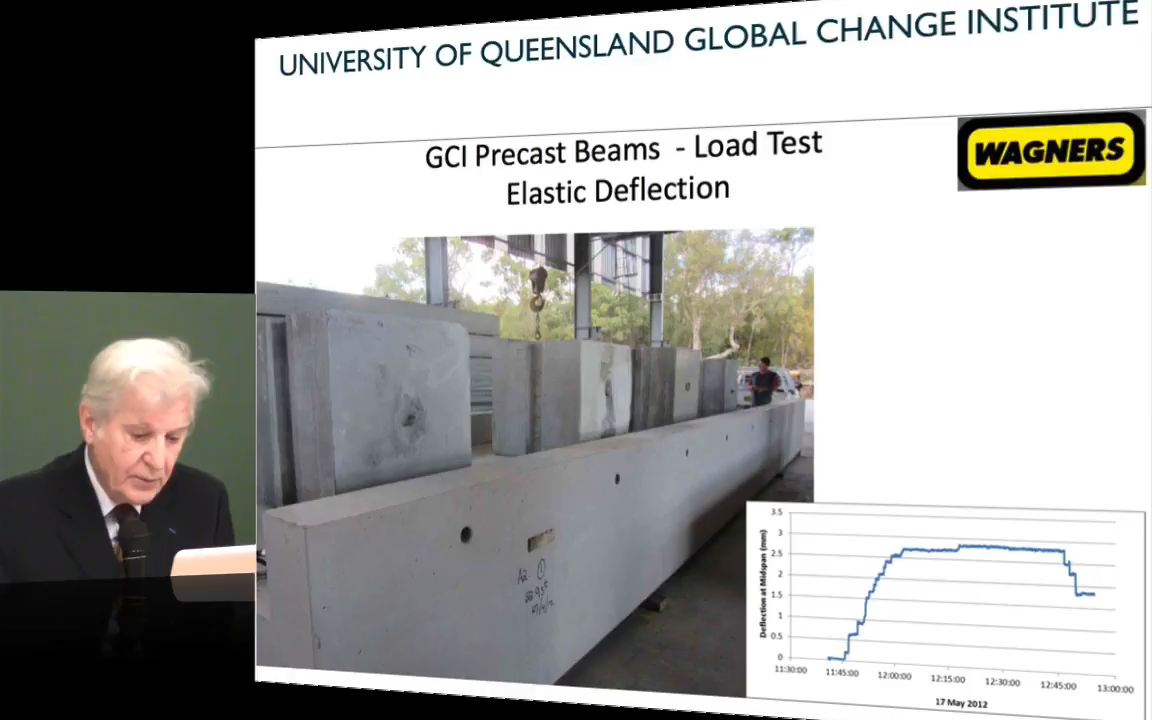 UNIVERSITY OF QUEENSLAND GLOBAL CHANGE INSTITUTE
GCI Precast Beams - Load Test
Elastic Deflection
WAGNERS
A2 1
Deflection at Midspan (mm)
3.5
3
2.5
2
1.5
1
0.5
0
11:30:00 11:45:00 12:00:00 12:15:00 12:30:00 12:45:00 13:00:00
17 May 2012